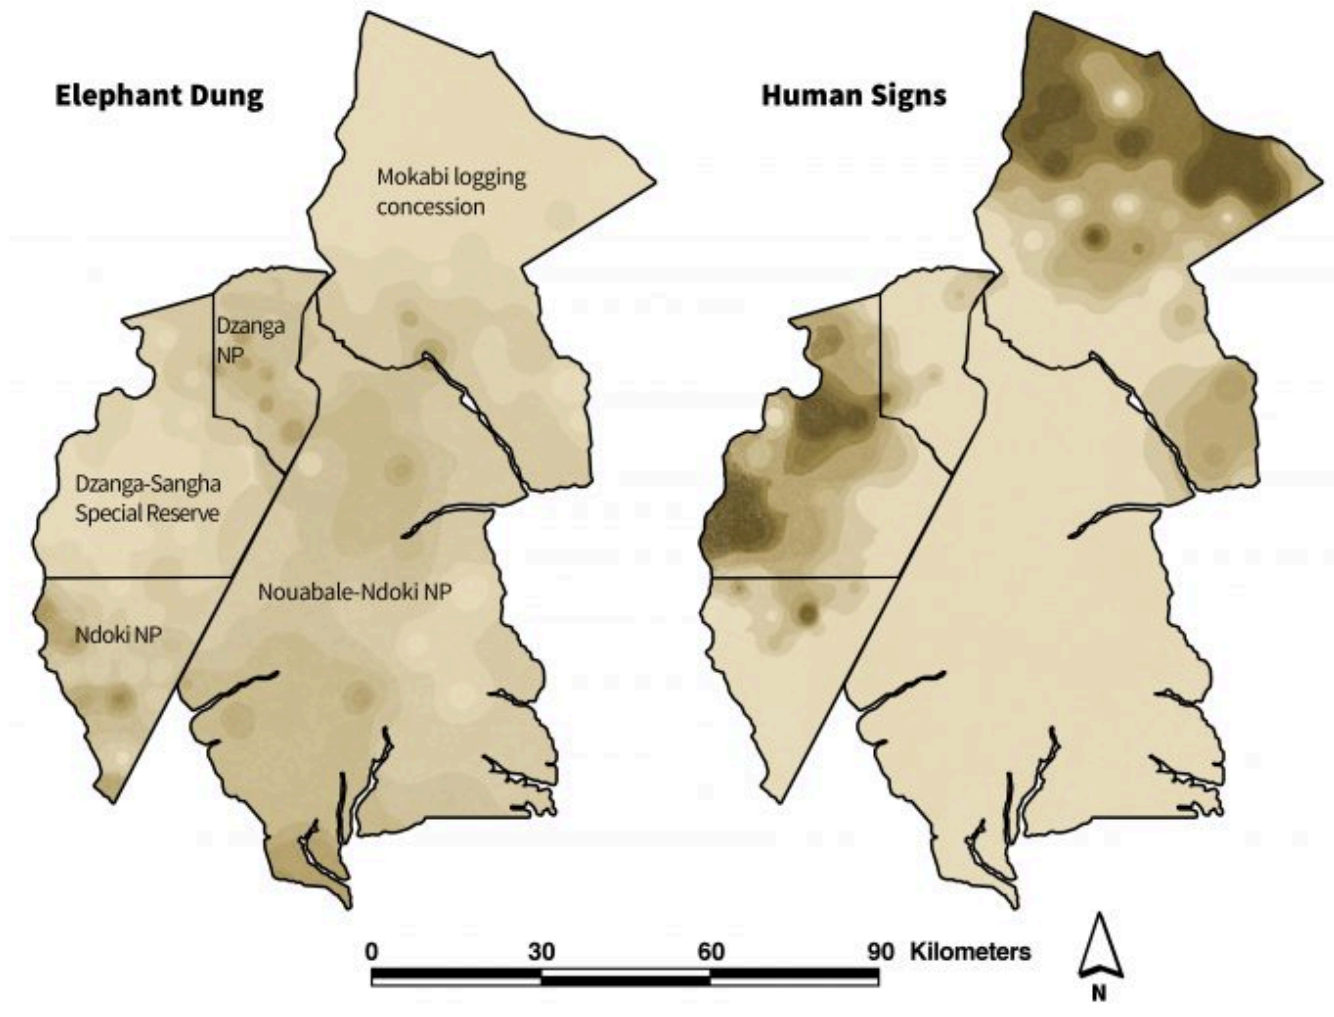 Elephant Dung
Human Signs
Mokabi logging
concession
Dzanga
NP
Dzanga-Sangha
Special Reserve
Nouabale-Ndoki NP
Ndoki NP
0 30 60 90 Kilometers
N